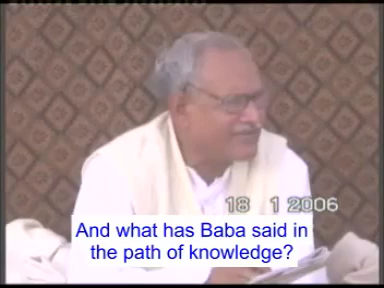 18 1 2006
And what has Baba said in
the path of knowledge?